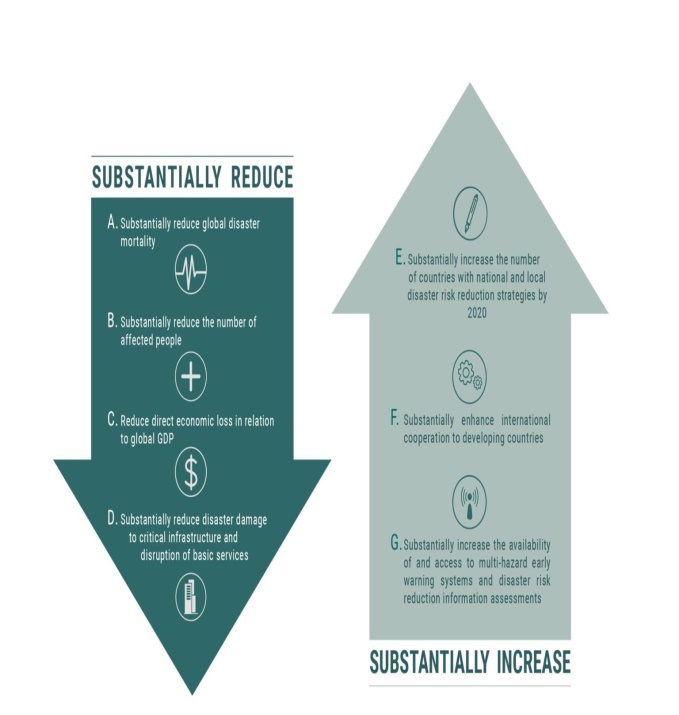 SUBSTANTIALLY REDUCE
A. Substantially reduce global disaster
mortality
B. Substantially reduce the number of
affected people
C. Reduce direct economic loss in relation
to global GDP
$
D. Substantially reduce disaster damage
to critical infrastructure and
disruption of basic services
E. Substantially increase the number
of countries with national and local
disaster risk reduction strategies by
2020
F. Substantially enhance international
cooperation to developing countries
G. Substantially increase the availability
of and access to multi-hazard early
warning systems and disaster risk
reduction information assessments
SUBSTANTIALLY INCREASE